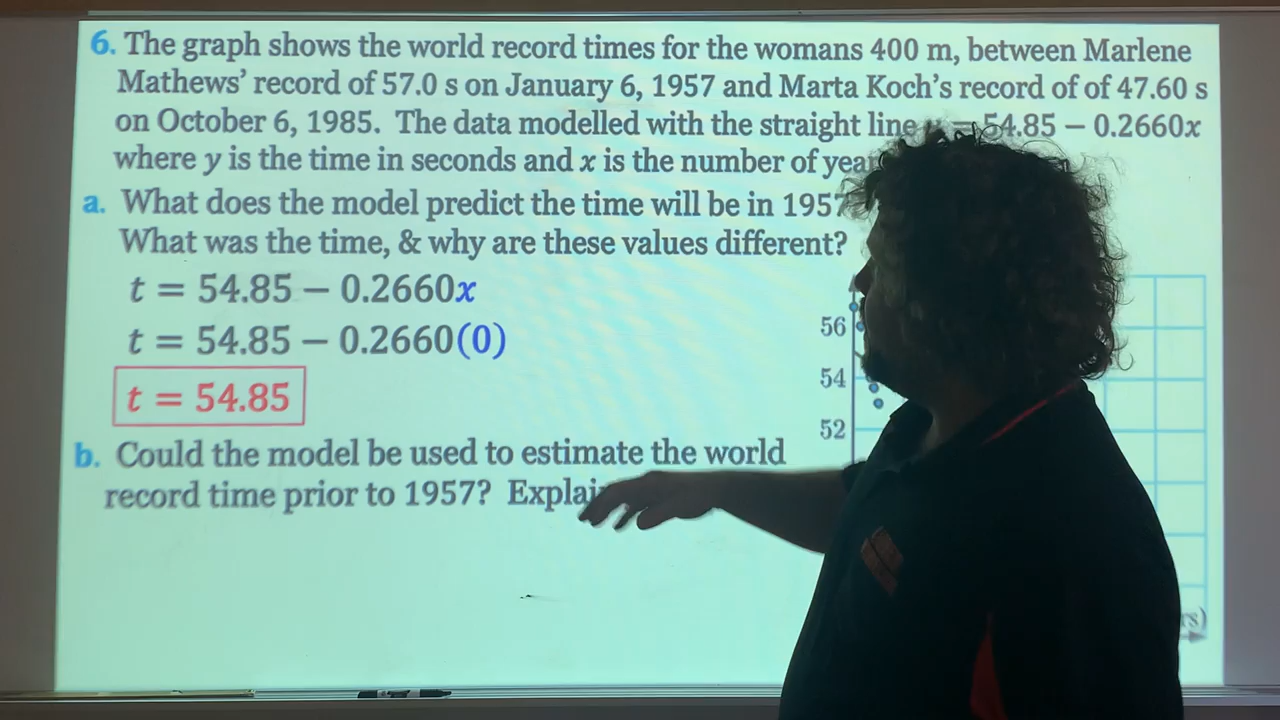 6. The graph shows the world record times for the womans 400 m, between Marlene
Mathews' record of 57.0 s on January 6, 1957 and Marta Koch's record of of 47.60 s
on October 6, 1985. The data modelled with the straight line = 54.85 – 0.2660x
where y is the time in seconds and x is the number of
a. What does the model predict the time will be in 1957
What was the time, & why are these values different?
t = 54.85 – 0.2660x
t = 54.85 – 0.2660(0)
t = 54.85
b. Could the model be used to estimate the world
record time prior to 1957?
56
54
52